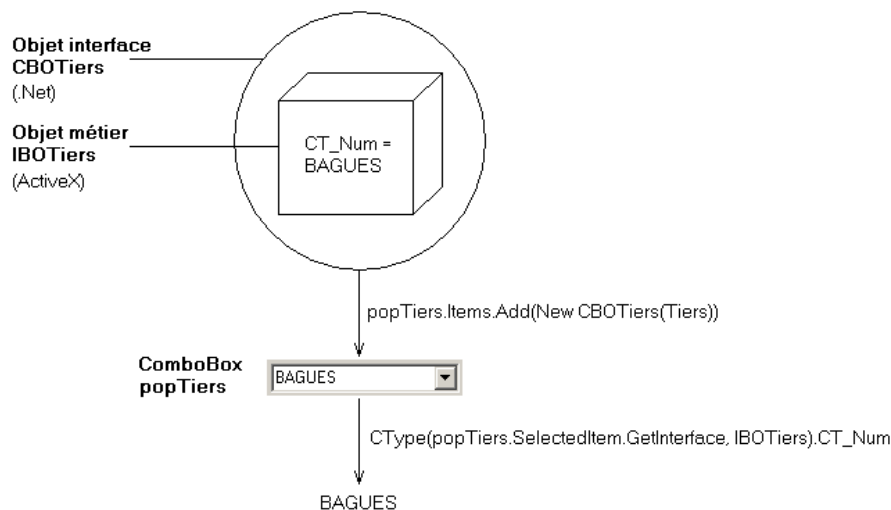 Objet interface
CBOTiers
(.Net)
Objet métier
IBOTiers
(ActiveX)
CT_Num =
BAGUES
popTiers.Items.Add(New CBOTiers(Tiers))
ComboBox
popTiers
BAGUES
CType(popTiers.SelectedItem.GetInterface, IBOTiers).CT_Num
BAGUES